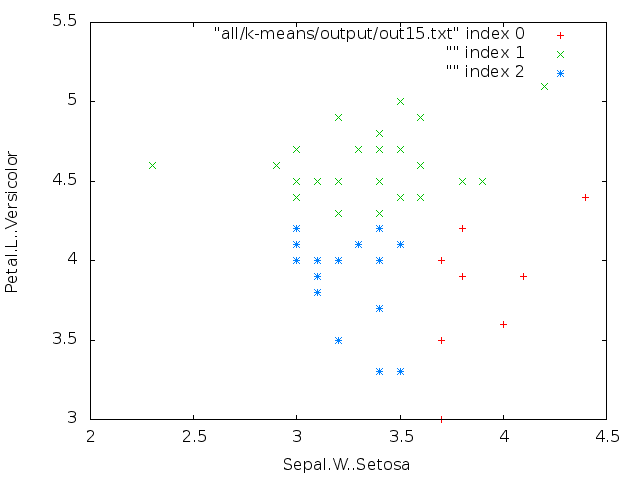 "all/k-means/output/out15.txt" index 0
"" index 1
"" index 2
5.5
5
4.5
4
3.5
3
Petal.L..Versicolor
2 2.5 3 3.5 4 4.5
Sepal.W..Setosa